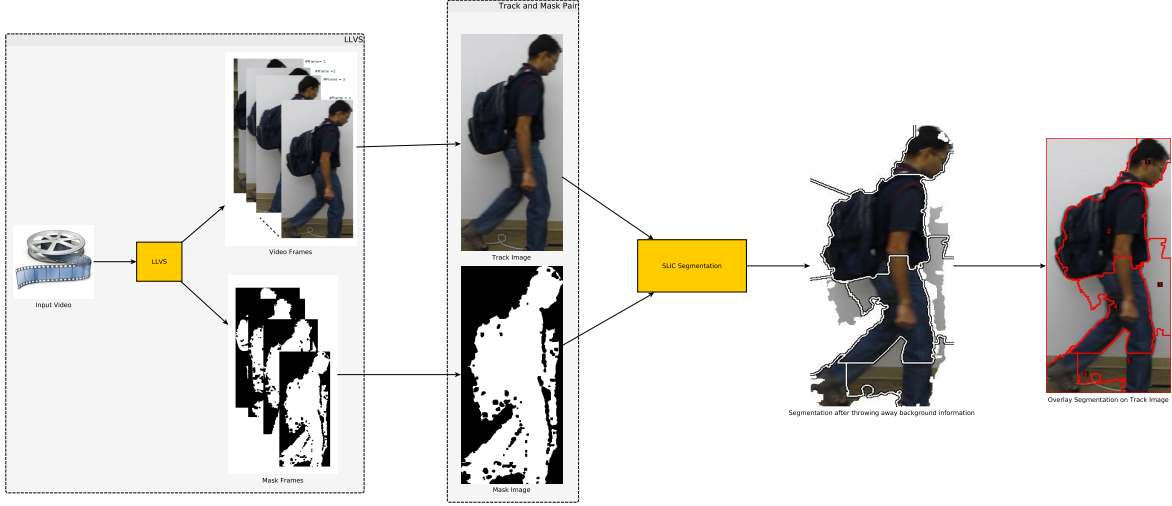 Track and Mask Pair
LLVS
#Frame= 1
#Frame =2
#Frame = 3
#Frame = n
Video Frames
LLVS
Input Video
Mask Frames
Track Image
Mask Image
SLIC Segmentation
Segmentation after throwing away background information
2
Overlay Segmentation on Track Image